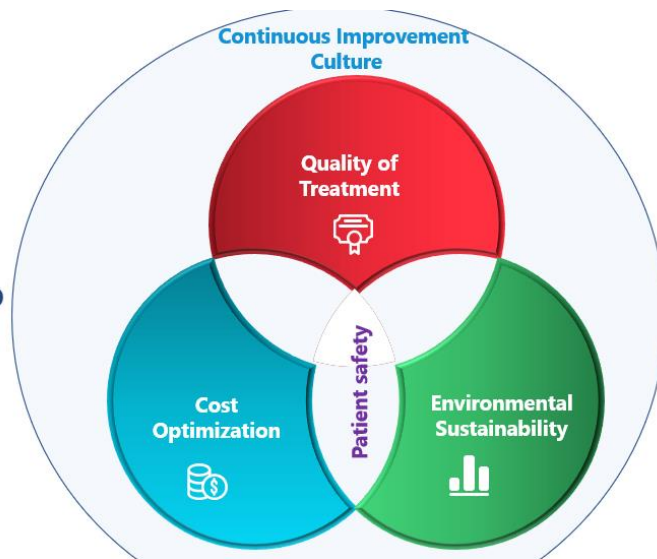 Continuous Improvement
Culture
Quality of
Treatment
Cost
Optimization
Patient safety
Environmental
Sustainability